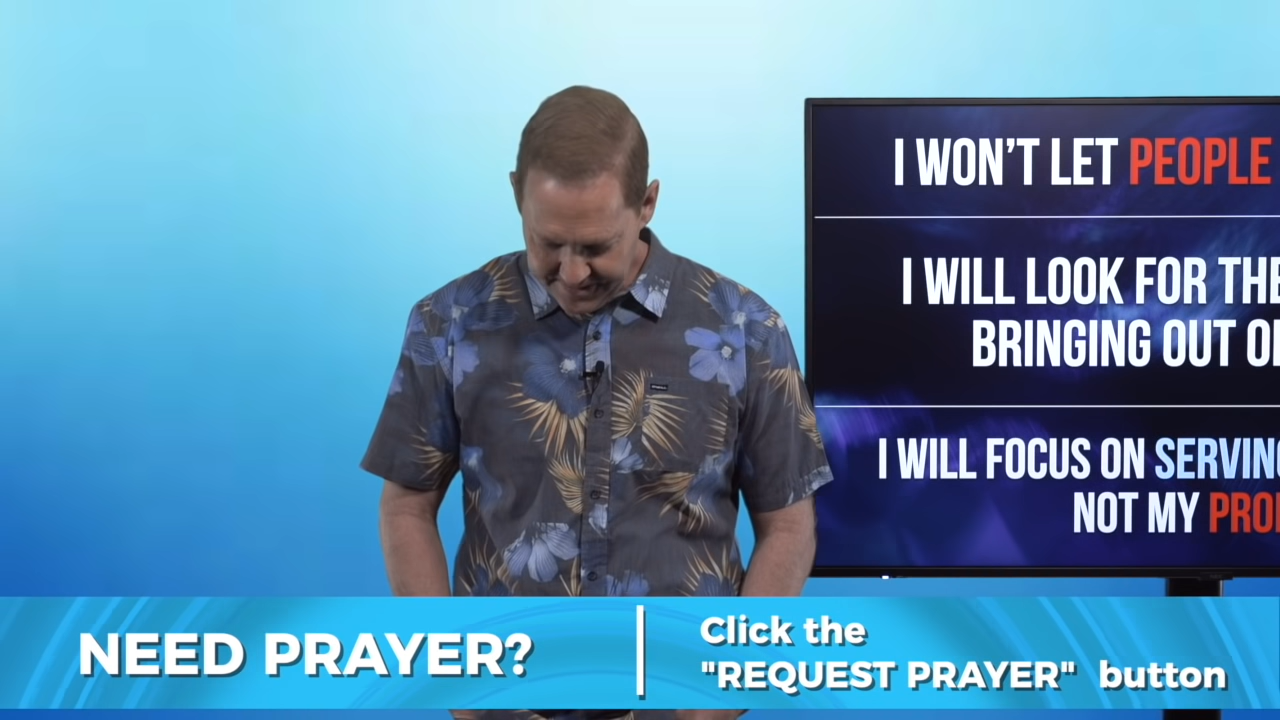 I WON'T LET PEOPLE
I WILL LOOK FOR THE
BRINGING OUT
I WILL FOCUS ON
NOT MY
NEED PRAYER?
Click the
"REQUEST PRAYER" button